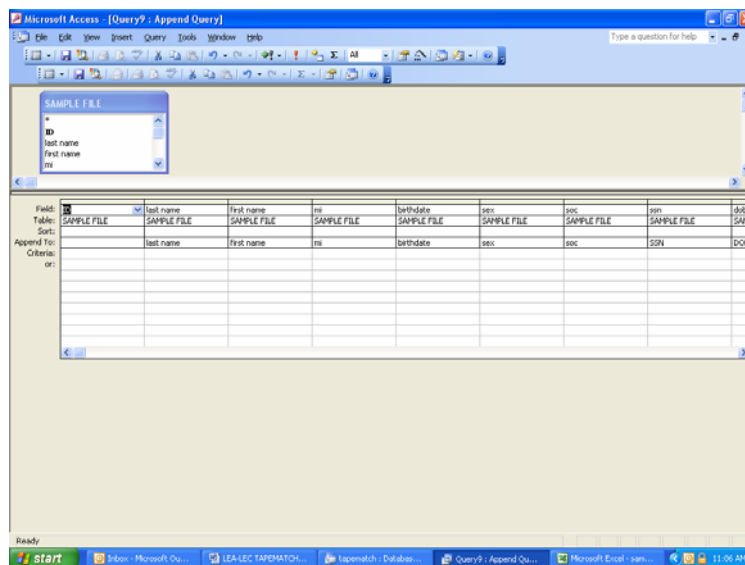 Microsoft Access - [Query9 : Append Query]
File Edit View Insert Query Tools Window Help Type a question for help
All
SAMPLE FILE
*
ID
last name
first name
mi
Field: ID last name first name mi birthdate sex soc ssn dob
Table: SAMPLE FILE SAMPLE FILE SAMPLE FILE SAMPLE FILE SAMPLE FILE SAMPLE FILE SAMPLE FILE SAMPLE FILE SAM
Sort:
Append To: last name first name mi birthdate sex soc SSN DO
Criteria:
or:
Ready
start Inbox - Microsoft Ou... LEA-LEC TAPEMATCH... tapematch : Databas... Query9 : Append Qu... Microsoft Excel - sam... 11:06 AM